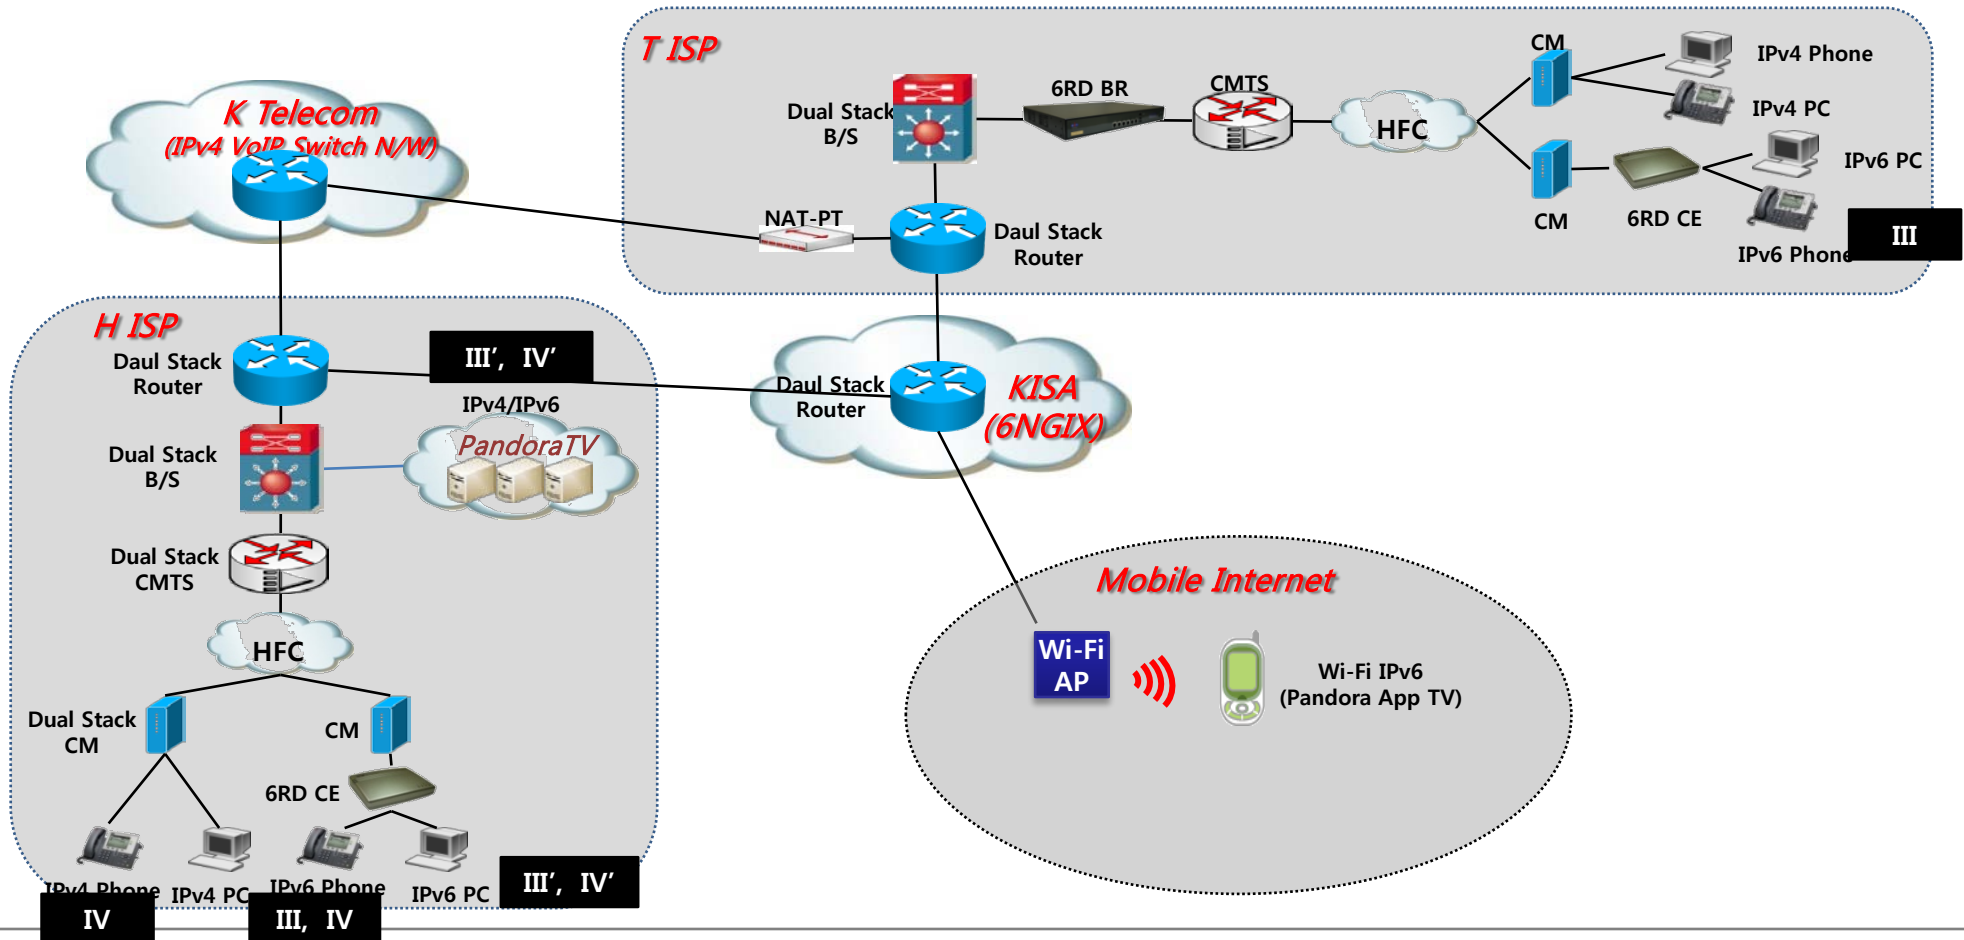 T ISP
CM
IPv4 Phone
Dual Stack
B/S
6RD BR
CMTS
HFC
IPv4 PC
IPv6 PC
CM
6RD CE
IPv6 Phone
III
K Telecom
(IPv4 VoIP Switch N/W)
NAT-PT
Daul Stack
Router
H ISP
Daul Stack
Router
III′, IV′
IPv4/IPv6
PandoraTV
Daul Stack
Router
KISA
(6NGIX)
Dual Stack
B/S
Dual Stack
CMTS
HFC
Dual Stack
CM
CM
6RD CE
IPv4 Phone
IPv4 PC
IPv6 Phone
IPv6 PC
III′, IV′
IV
III, IV
Mobile Internet
Wi-Fi
AP
Wi-Fi IPv6
(Pandora App TV)